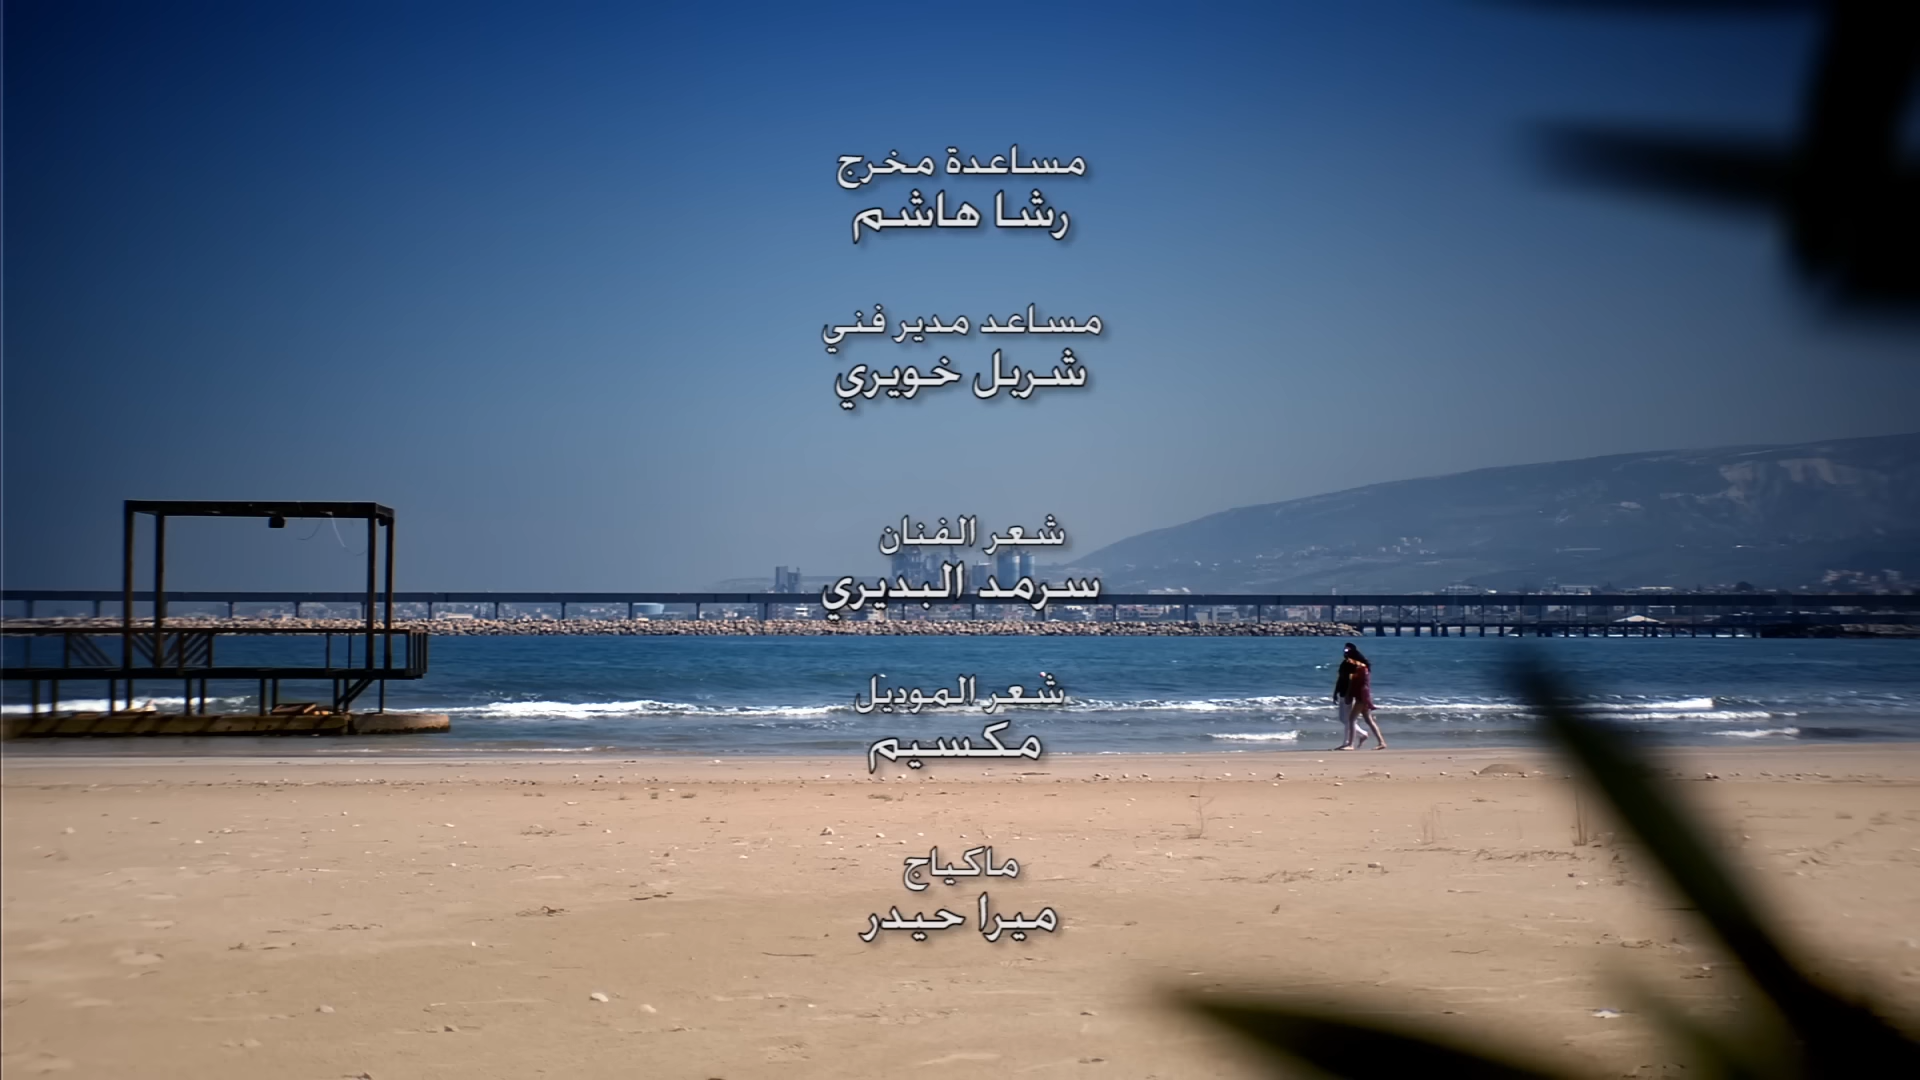 مساعدة مخرج
رشا هاشم
مساعد مدير فني
شربل خويري
شعر الفنان
سرمد البديري
شعر الموديل
مكسيم
ماكياج
ميرا حيدر